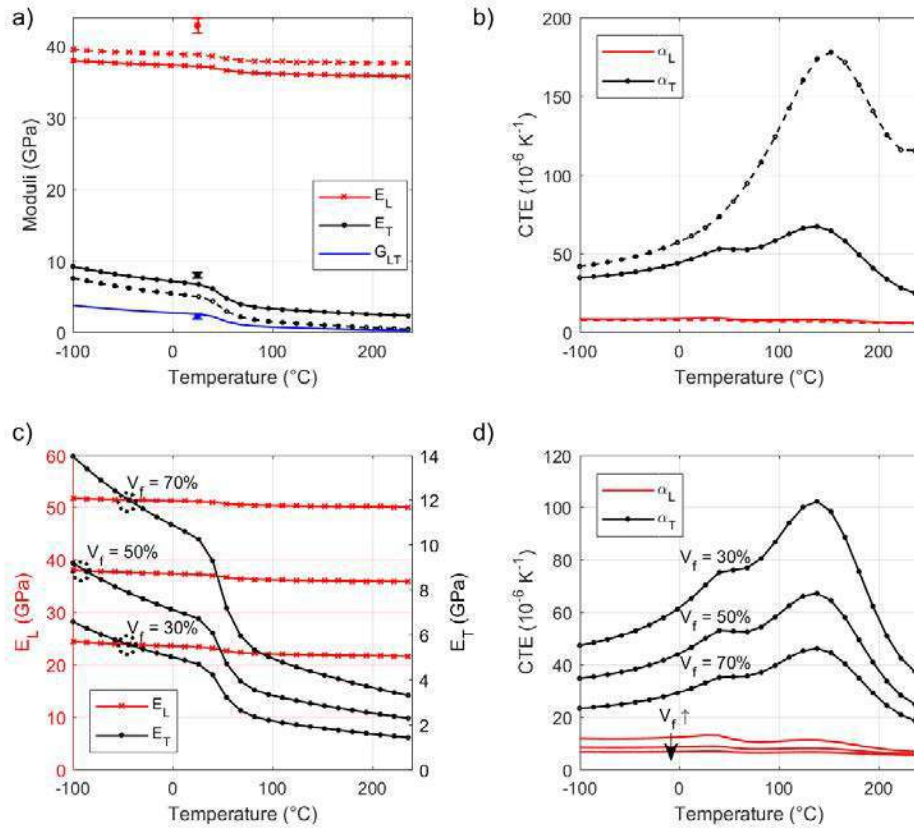 a)
40
30
20
10
0
Moduli (GPa)
-100
0
100
200
Temperature (°C)
E_L
E_T
G_LT
b)
200
150
100
50
0
CTE (10⁻⁶ K⁻¹)
-100
0
100
200
Temperature (°C)
α_L
α_T
c)
60
50
40
30
20
10
0
E_L (GPa)
14
12
10
8
6
4
2
0
E_T (GPa)
V_f = 70%
V_f = 50%
V_f = 30%
E_L
E_T
-100
0
100
200
Temperature (°C)
d)
120
100
80
60
40
20
0
CTE (10⁻⁶ K⁻¹)
α_L
α_T
V_f = 30%
V_f = 50%
V_f = 70%
V_f ↑
-100
0
100
200
Temperature (°C)